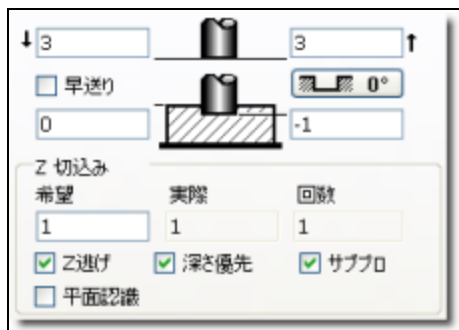 3 3
早送り 0°
0 -1
Z 切込み
希望 実際 回数
1 1 1
Z逃げ 深さ優先 サブプロ
平面認識